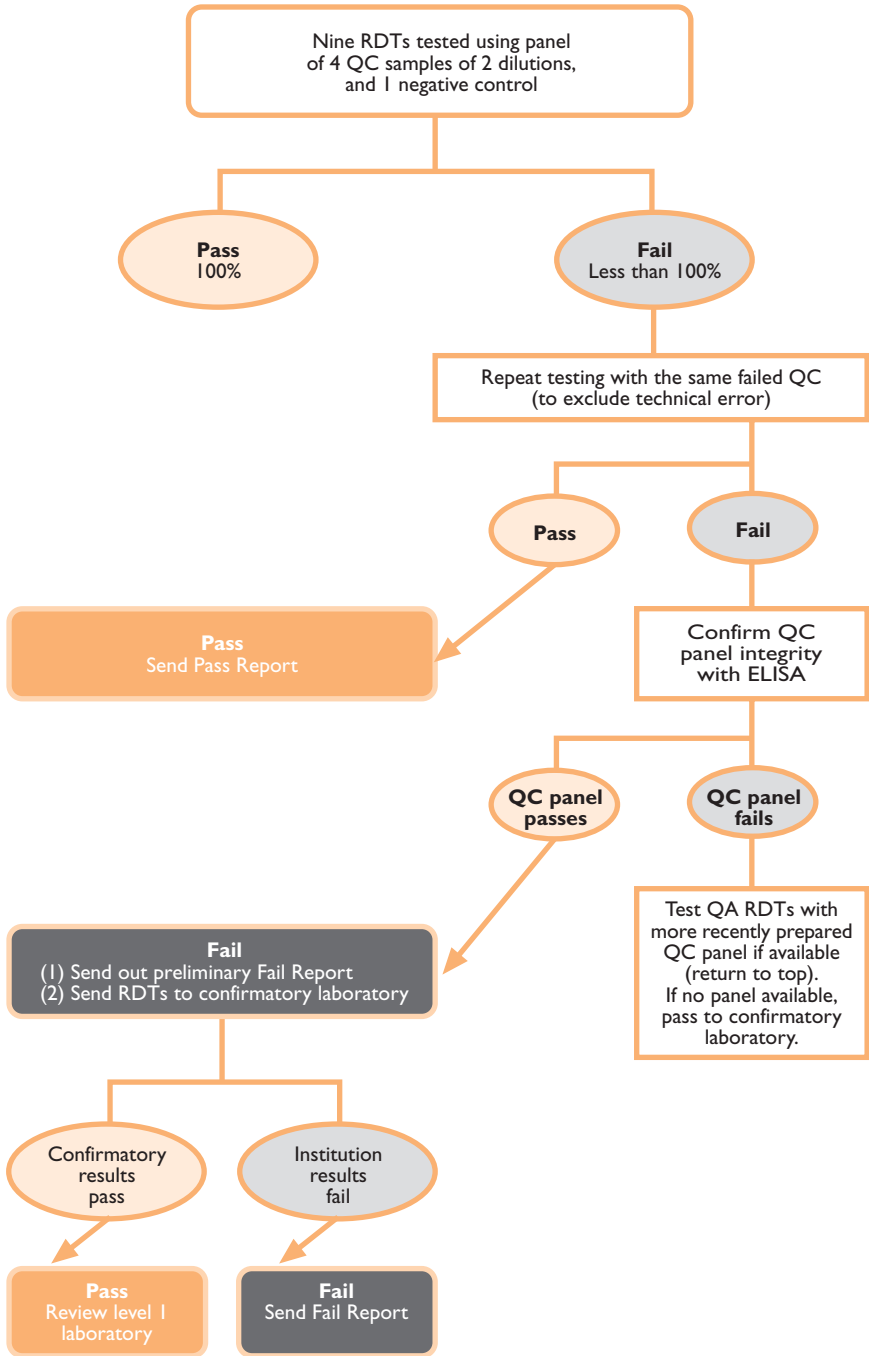 Nine RDTs tested using panel
of 4 QC samples of 2 dilutions,
and 1 negative control
Pass
100%
Fail
Less than 100%
Repeat testing with the same failed QC
(to exclude technical error)
Pass
Fail
Pass
Send Pass Report
Confirm QC
panel integrity
with ELISA
QC panel
passes
QC panel
fails
Test QA RDTs with
more recently prepared
QC panel if available
(return to top).
If no panel available,
pass to confirmatory
laboratory.
Fail
(1) Send out preliminary Fail Report
(2) Send RDTs to confirmatory laboratory
Confirmatory
results
pass
Institution
results
fail
Pass
Review level 1
laboratory
Fail
Send Fail Report